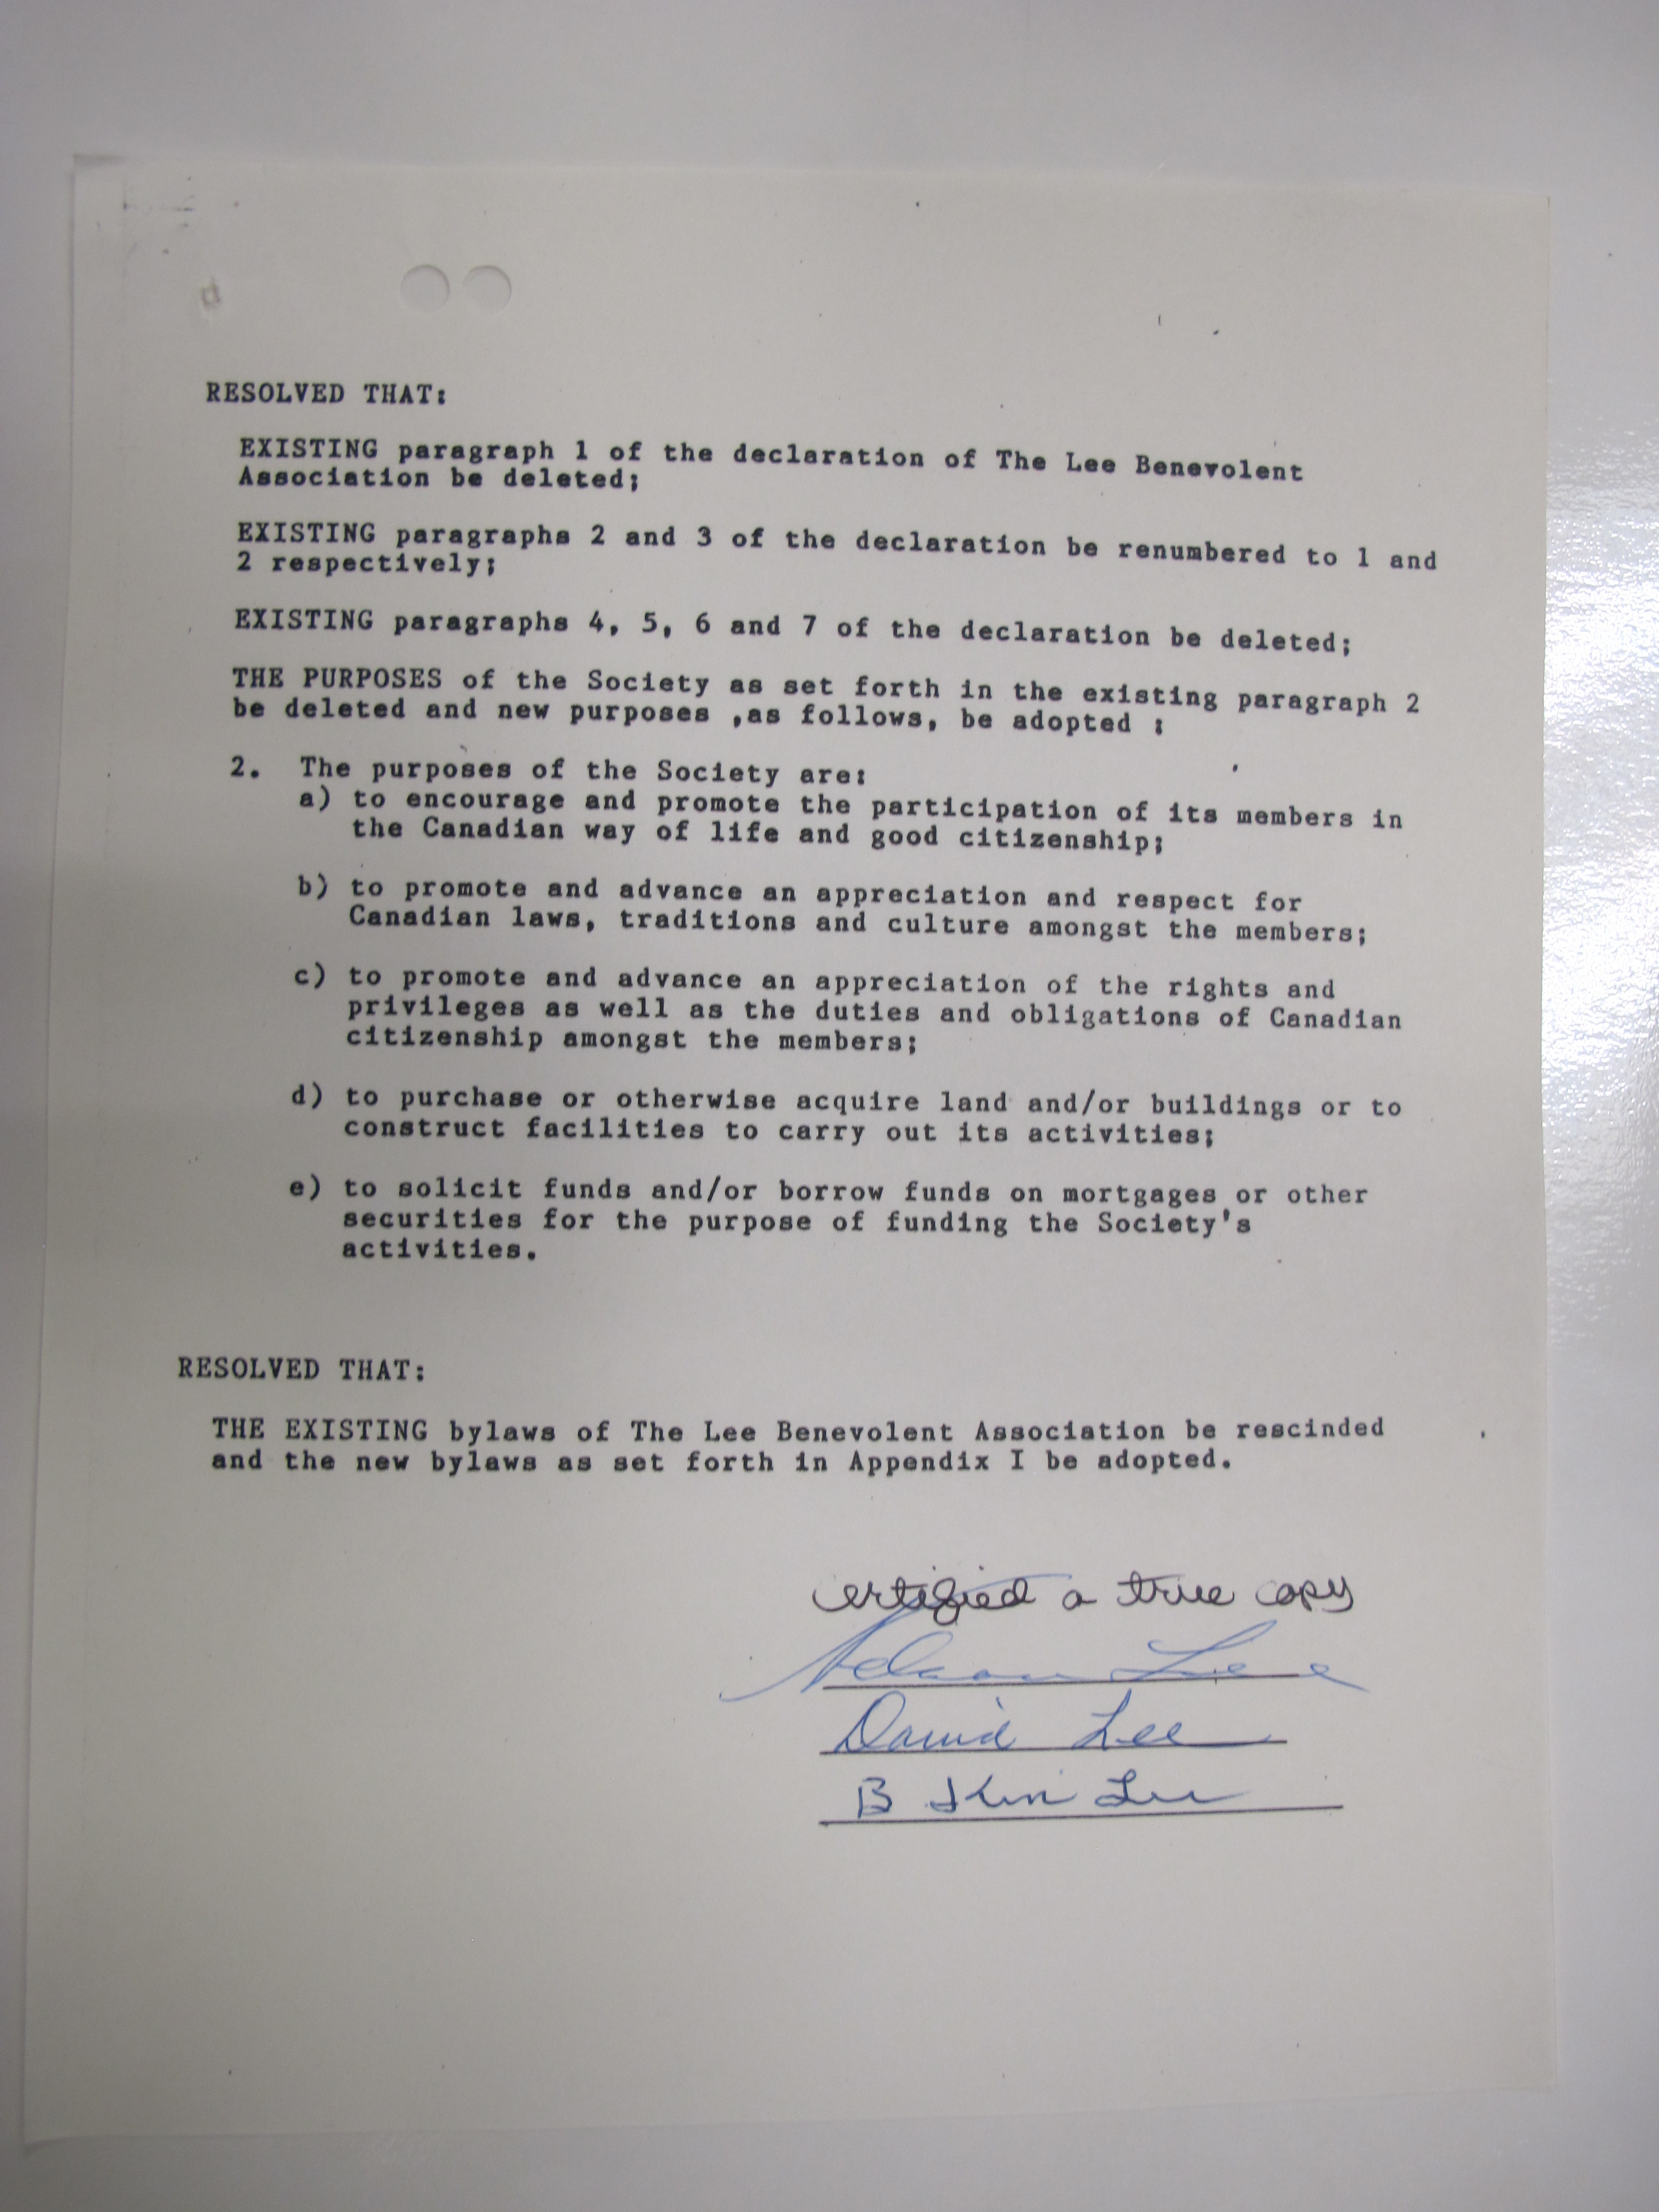 RESOLVED THAT:
EXISTING paragraph 1 of the declaration of The Lee Benevolent
Association be deleted;
EXISTING paragraphs 2 and 3 of the declaration be renumbered to 1 and
2 respectively;
EXISTING paragraphs 4, 5, 6 and 7 of the declaration be deleted;
THE PURPOSES of the Society as set forth in the existing paragraph 2
be deleted and new purposes ,as follows, be adopted :
2. The purposes of the Society are:
a) to encourage and promote the participation of its members in
the Canadian way of life and good citizenship;
b) to promote and advance an appreciation and respect for
Canadian laws, traditions and culture amongst the members;
c) to promote and advance an appreciation of the rights and
privileges as well as the duties and obligations of Canadian
citizenship amongst the members;
d) to purchase or otherwise acquire land and/or buildings or to
construct facilities to carry out its activities;
e) to solicit funds and/or borrow funds on mortgages or other
securities for the purpose of funding the Society's
activities.
RESOLVED THAT:
THE EXISTING bylaws of The Lee Benevolent Association be rescinded
and the new bylaws as set forth in Appendix I be adopted.
certified a true copy
Lee
David Lee
B Kin Lee